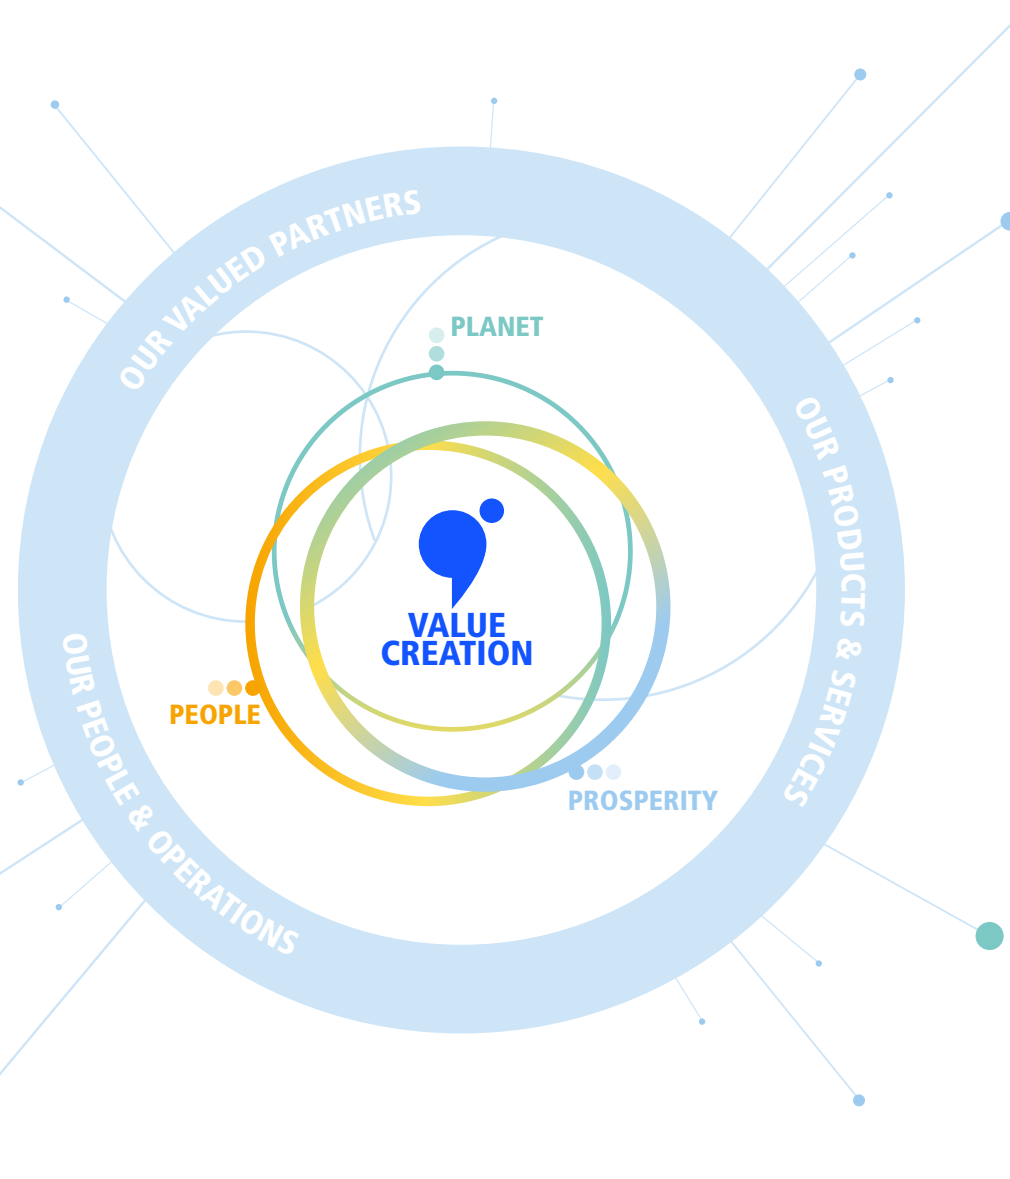 OUR VALUED PARTNERS
PLANET
OUR PRODUCTS & SERVICES
VALUE
CREATION
OUR PEOPLE & OPERATIONS
PEOPLE
PROSPERITY